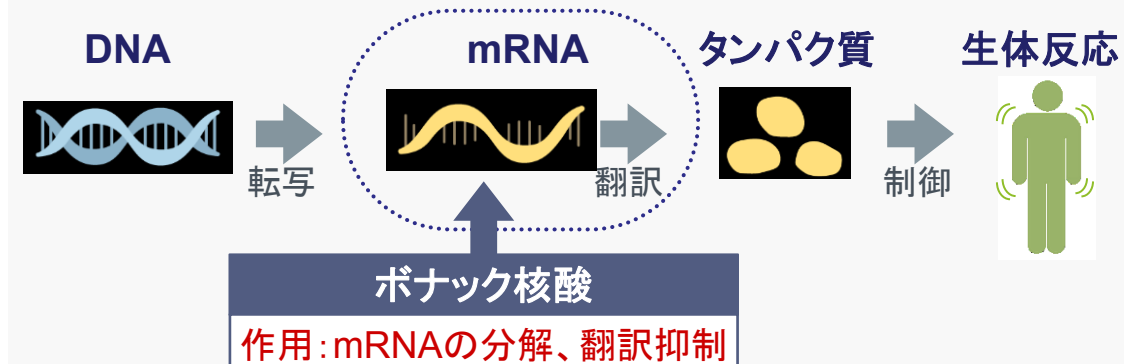 DNA
mRNA
タンパク質
生体反応
転写
翻訳
制御
ボナック核酸
作用：mRNAの分解、翻訳抑制